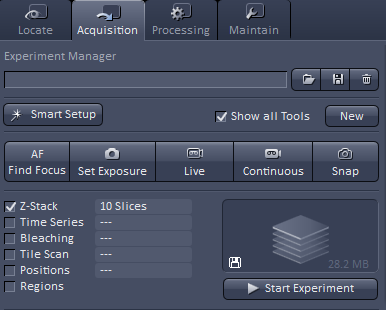 Locate Acquisition Processing Maintain
Experiment Manager
Smart Setup Show all Tools New
AF
Find Focus Set Exposure Live Continuous Snap
Z-Stack 10 Slices
Time Series ---
Bleaching ---
Tile Scan ---
Positions ---
Regions
28.2 MB
Start Experiment